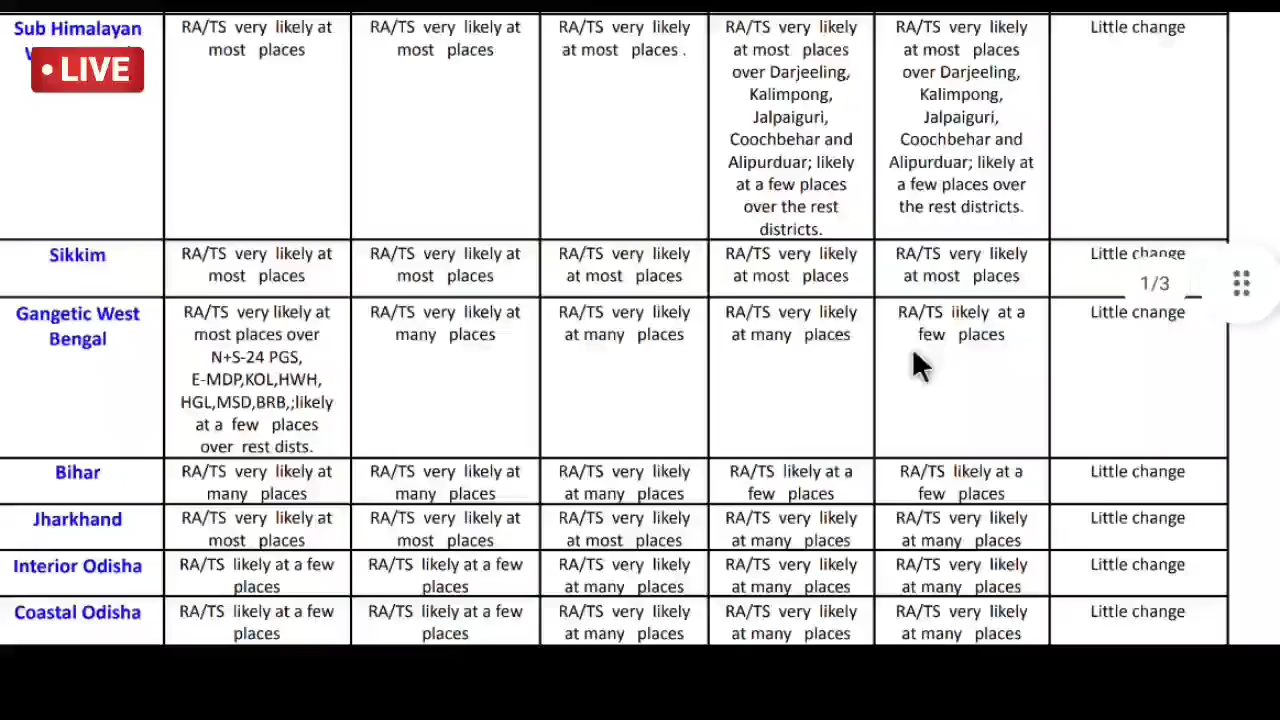 Sub Himalayan
• LIVE
RA/TS very likely at
most places
RA/TS very likely at
most places
RA/TS very likely
at most places .
RA/TS very likely
at most places
over Darjeeling,
Kalimpong,
Jalpaiguri,
Coochbehar and
Alipurduar; likely
at a few places
over the rest
districts.
RA/TS very likely
at most places
over Darjeeling,
Kalimpong,
Jalpaiguri,
Coochbehar and
Alipurduar; likely at
a few places over
the rest districts.
Little change
Sikkim
RA/TS very likely at
most places
RA/TS very likely at
most places
RA/TS very likely
at most places
RA/TS very likely
at most places
RA/TS very likely
at most places
Little change
1/3
Gangetic West
Bengal
RA/TS very likely at
most places over
N+S-24 PGS,
E-MDP,KOL,HWH,
HGL,MSD,BRB,;likely
at a few places
over rest dists.
RA/TS very likely at
many places
RA/TS very likely
at many places
RA/TS very likely
at many places
RA/TS likely at a
few places
Little change
Bihar
RA/TS very likely at
many places
RA/TS very likely at
many places
RA/TS very likely
at many places
RA/TS likely at a
few places
RA/TS likely at a
few places
Little change
Jharkhand
RA/TS very likely at
most places
RA/TS very likely at
most places
RA/TS very likely
at most places
RA/TS very likely
at many places
RA/TS very likely
at many places
Little change
Interior Odisha
RA/TS likely at a few
places
RA/TS likely at a few
places
RA/TS very likely
at many places
RA/TS very likely
at many places
RA/TS very likely
at many places
Little change
Coastal Odisha
RA/TS likely at a few
places
RA/TS likely at a few
places
RA/TS very likely
at many places
RA/TS very likely
at many places
RA/TS very likely
at many places
Little change